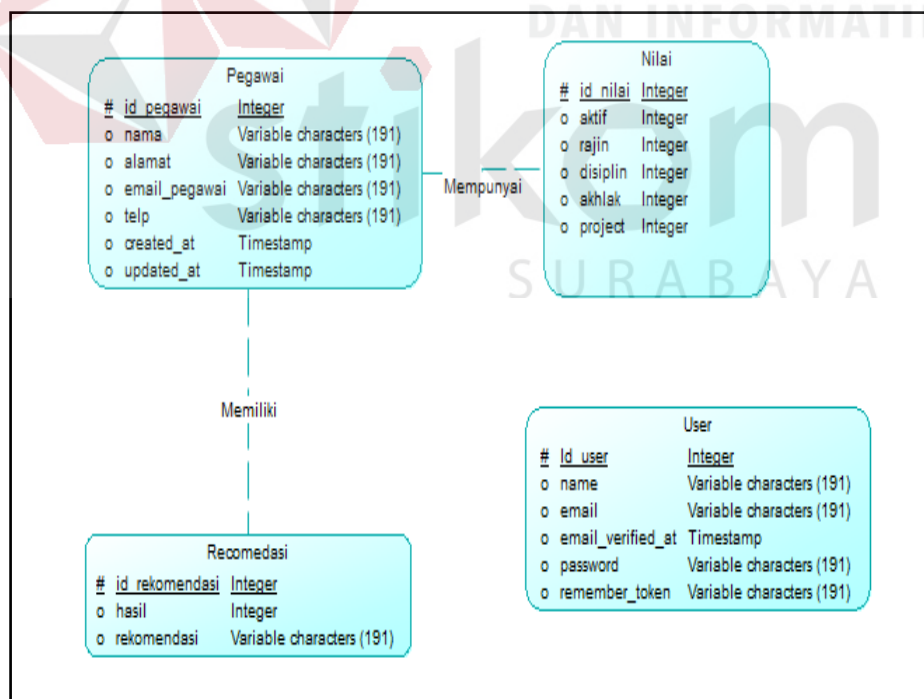 DAN INFORMATI
stikom
SURABAYA
Pegawai
# id_pegawai Integer
o nama Variable characters (191)
o alamat Variable characters (191)
o email_pegawai Variable characters (191)
o telp Variable characters (191)
o created_at Timestamp
o updated_at Timestamp
Mempunyai
Nilai
# id_nilai Integer
o aktif Integer
o rajin Integer
o disiplin Integer
o akhlak Integer
o project Integer
Memiliki
Recomedasi
# id_rekomendasi Integer
o hasil Integer
o rekomendasi Variable characters (191)
User
# Id_user Integer
o name Variable characters (191)
o email Variable characters (191)
o email_verified_at Timestamp
o password Variable characters (191)
o remember_token Variable characters (191)